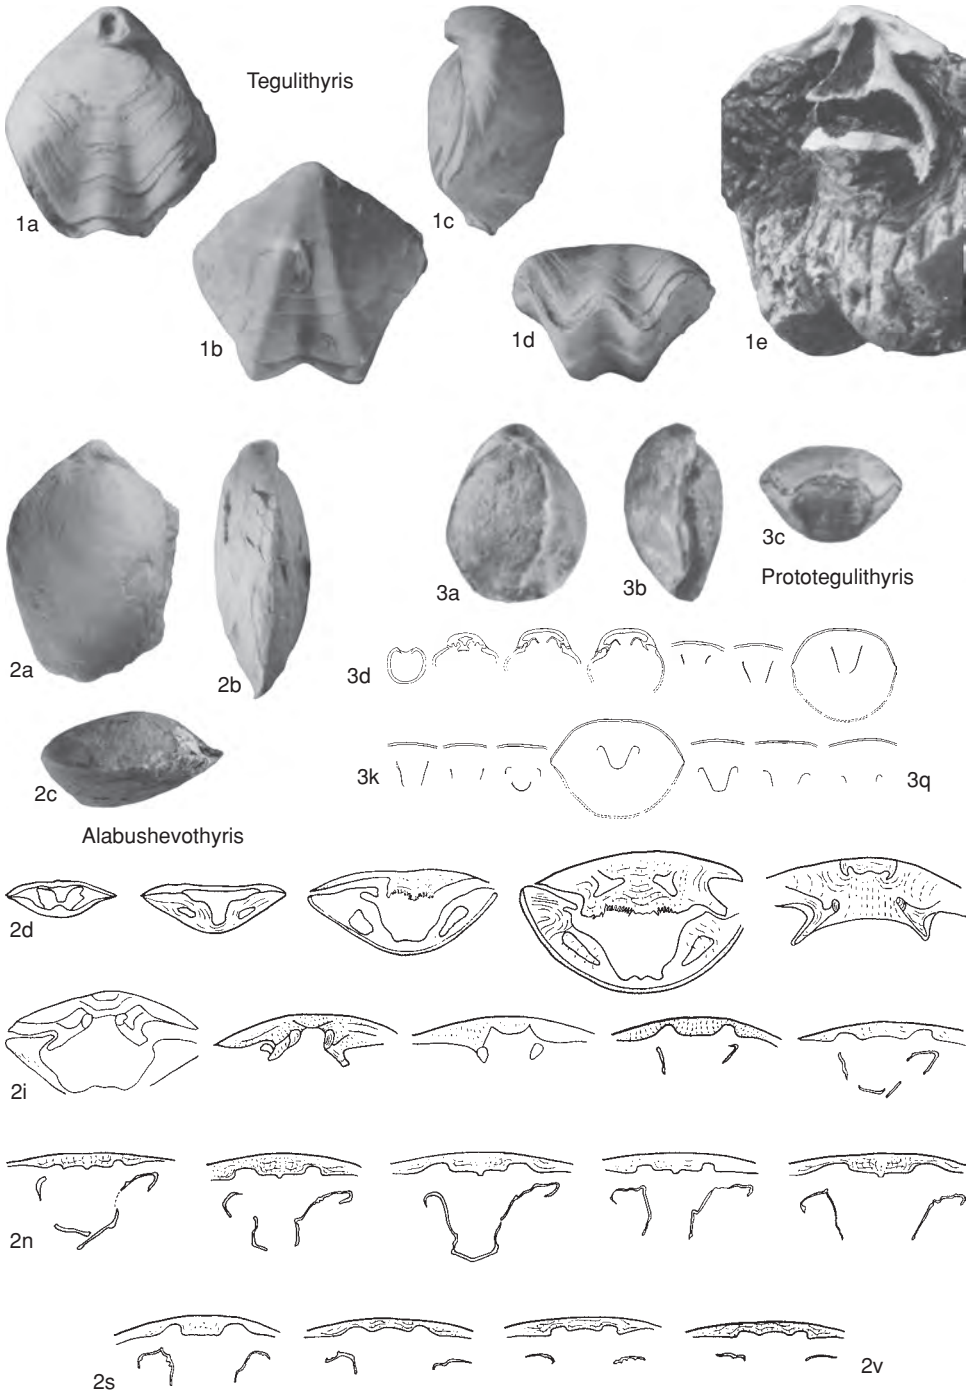 Tegulithyris
1a
1c
1b
1d
1e
3c
3a
3b
Prototegulithyris
2a
2b
3d
2c
3k
3q
Alabushevothyris
2d
2i
2n
2s
2v